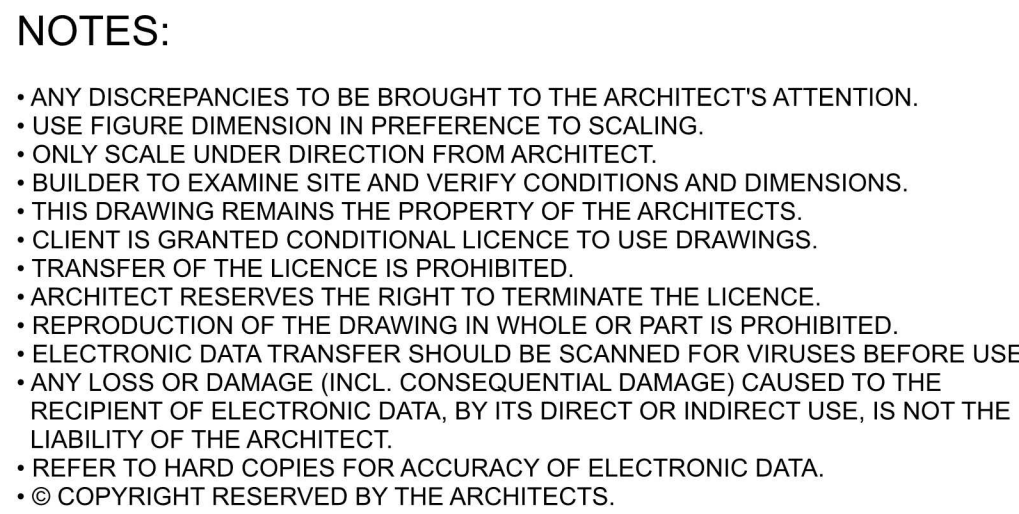 NOTES:
• ANY DISCREPANCIES TO BE BROUGHT TO THE ARCHITECT'S ATTENTION.
• USE FIGURE DIMENSION IN PREFERENCE TO SCALING.
• ONLY SCALE UNDER DIRECTION FROM ARCHITECT.
• BUILDER TO EXAMINE SITE AND VERIFY CONDITIONS AND DIMENSIONS.
• THIS DRAWING REMAINS THE PROPERTY OF THE ARCHITECTS.
• CLIENT IS GRANTED CONDITIONAL LICENCE TO USE DRAWINGS.
• TRANSFER OF THE LICENCE IS PROHIBITED.
• ARCHITECT RESERVES THE RIGHT TO TERMINATE THE LICENCE.
• REPRODUCTION OF THE DRAWING IN WHOLE OR PART IS PROHIBITED.
• ELECTRONIC DATA TRANSFER SHOULD BE SCANNED FOR VIRUSES BEFORE USE
• ANY LOSS OR DAMAGE (INCL. CONSEQUENTIAL DAMAGE) CAUSED TO THE
RECIPIENT OF ELECTRONIC DATA, BY ITS DIRECT OR INDIRECT USE, IS NOT THE
LIABILITY OF THE ARCHITECT.
• REFER TO HARD COPIES FOR ACCURACY OF ELECTRONIC DATA.
• © COPYRIGHT RESERVED BY THE ARCHITECTS.